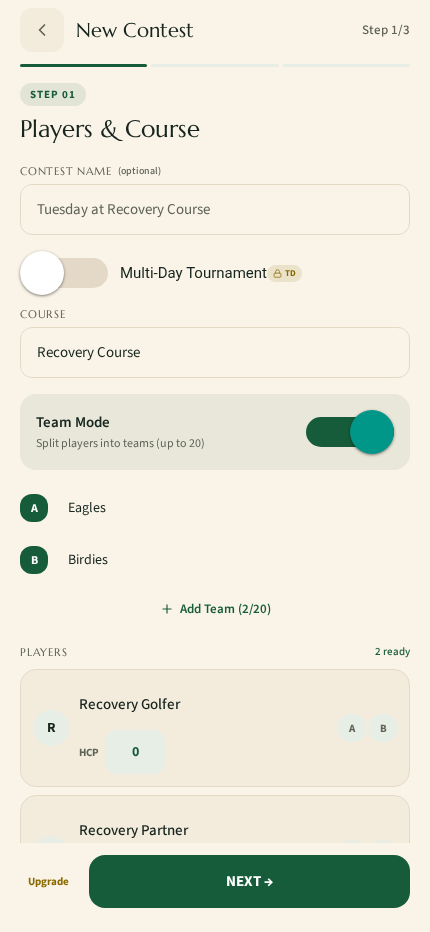 New Contest
Step 1/3
STEP 01
Players & Course
CONTEST NAME (optional)
Tuesday at Recovery Course
Multi-Day Tournament TD
COURSE
Recovery Course
Team Mode
Split players into teams (up to 20)
A Eagles
B Birdies
+ Add Team (2/20)
PLAYERS 2 ready
R Recovery Golfer A B
HCP 0
Recovery Partner
Upgrade NEXT →